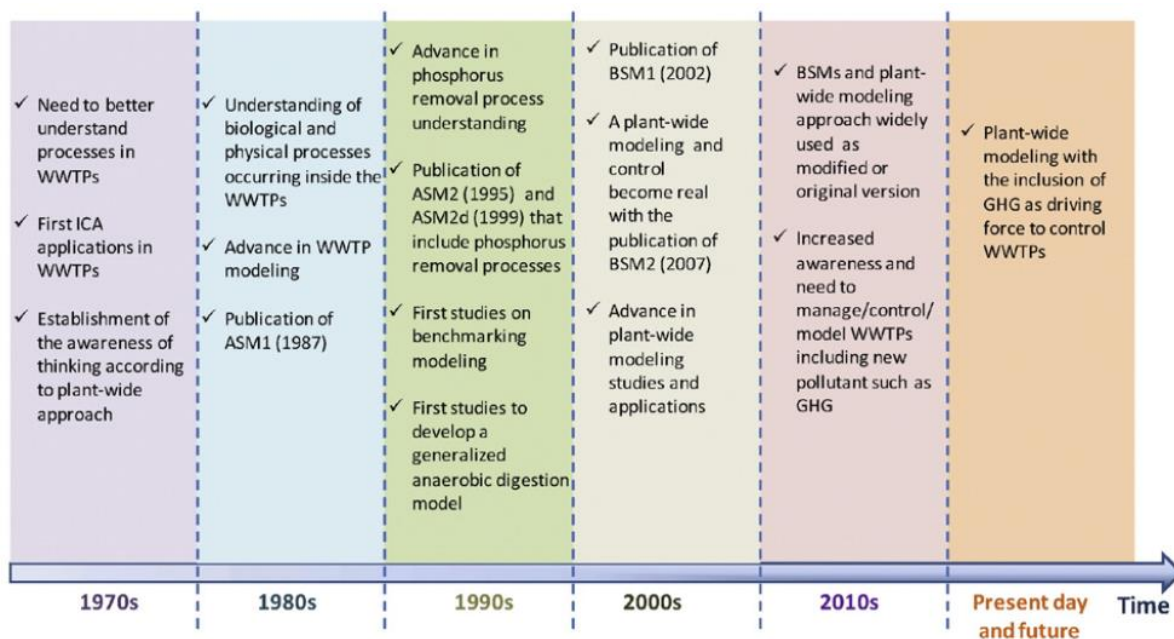 ✓ Need to better
understand
processes in
WWTPs
✓ First ICA
applications in
WWTPs
✓ Establishment of
the awareness of
thinking according
to plant-wide
approach
✓ Understanding of
biological and
physical processes
occurring inside the
WWTPs
✓ Advance in WWTP
modeling
✓ Publication of
ASM1 (1987)
✓ Advance in
phosphorus
removal process
understanding
✓ Publication of
ASM2 (1995) and
ASM2d (1999) that
include phosphorus
removal processes
✓ First studies on
benchmarking
modeling
✓ First studies to
develop a
generalized
anaerobic digestion
model
✓ Publication of
BSM1 (2002)
✓ A plant-wide
modeling and
control
become real
with the
publication of
BSM2 (2007)
✓ Advance in
plant-wide
modeling
studies and
applications
✓ BSMs and plant-
wide modeling
approach widely
used as
modified or
original version
✓ Increased
awareness and
need to
manage/control/
model WWTPs
including new
pollutant such as
GHG
✓ Plant-wide
modeling with
the inclusion of
GHG as driving
force to control
WWTPs
1970s
1980s
1990s
2000s
2010s
Present day
and future
Time